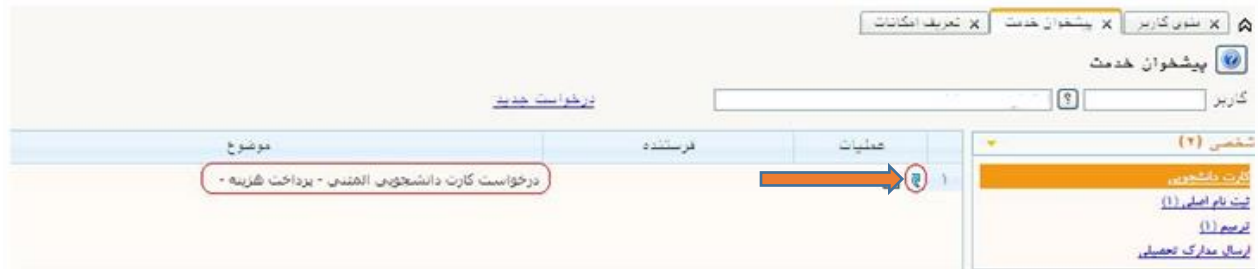 منوی کاربر x پیشخوان خدمت x تعریف امکانات x
پیشخوان خدمت
کاربر ? درخواست جدید
شخصی (۲)
کارت دانشجویی
ثبت نام اصلی (۱)
ترمیم (۱)
ارسال مدارک تحصیلی
عملیات فرستنده موضوع
۱ درخواست کارت دانشجویی المثنی - پرداخت هزینه -